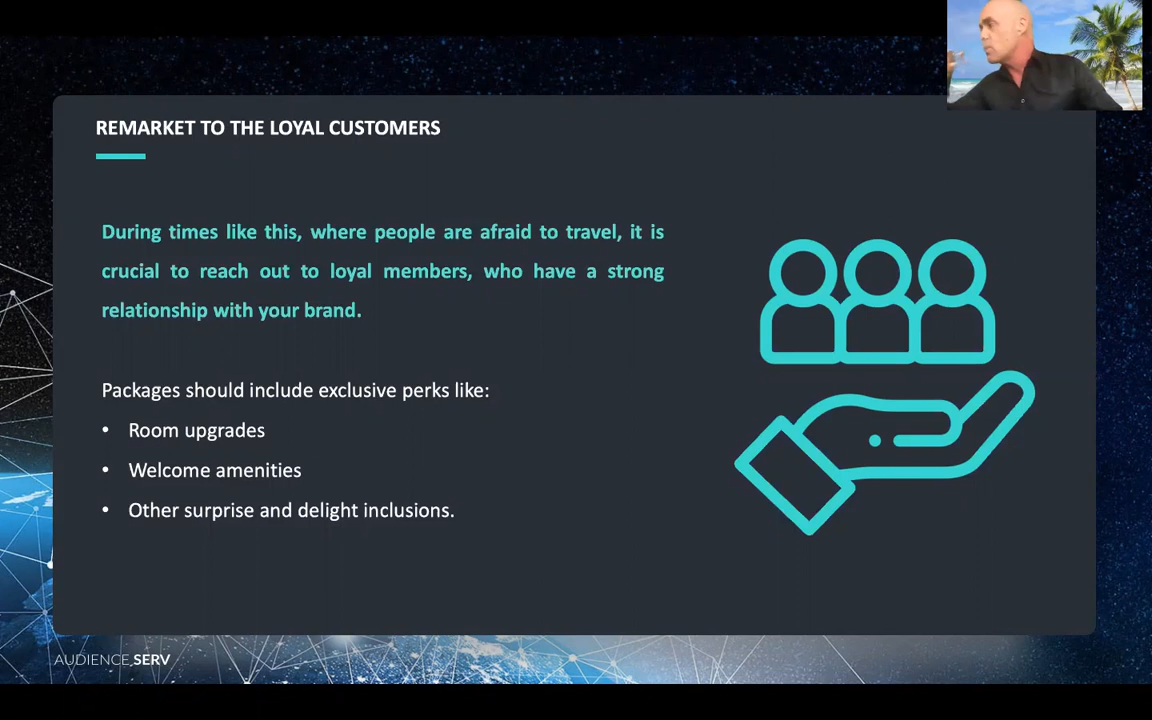 REMARKET TO THE LOYAL CUSTOMERS
During times like this, where people are afraid to travel, it is
crucial to reach out to loyal members, who have a strong
relationship with your brand.
Packages should include exclusive perks like:
• Room upgrades
• Welcome amenities
• Other surprise and delight inclusions.
AUDIENCE SERV